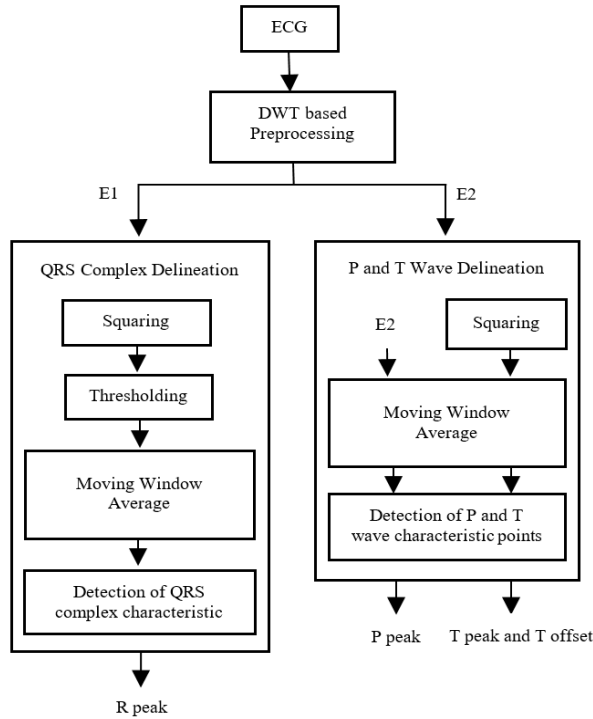 ECG
DWT based
Preprocessing
E1
E2
QRS Complex Delineation
Squaring
Thresholding
Moving Window
Average
Detection of QRS
complex characteristic
R peak
P and T Wave Delineation
E2
Squaring
Moving Window
Average
Detection of P and T
wave characteristic points
P peak
T peak and T offset